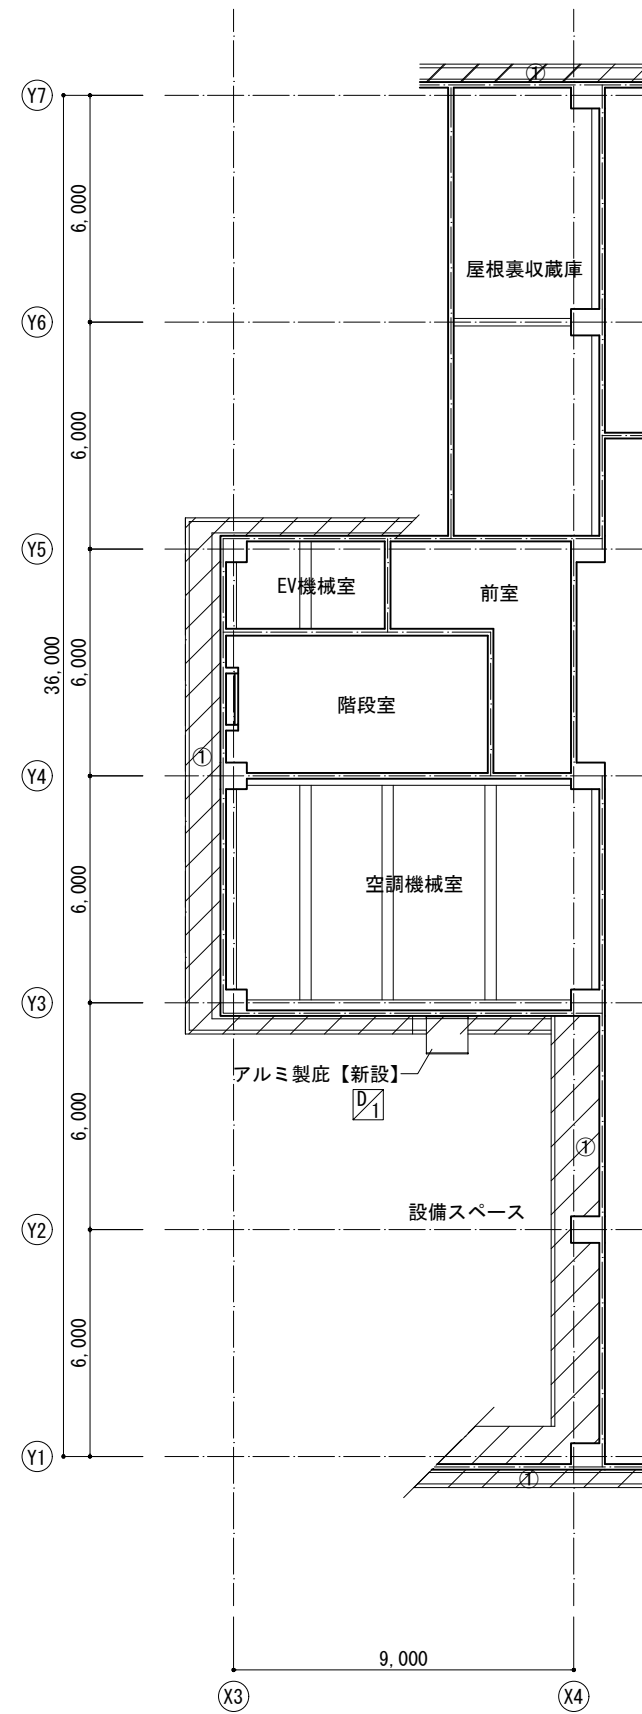 ①
Y7
6,000
屋根裏収蔵庫
Y6
6,000
Y5
EV機械室
前室
36,000
6,000
階段室
①
Y4
空調機械室
6,000
Y3
アルミ製庇【新設】
D
1
6,000
①
設備スペース
Y2
6,000
Y1
①
9,000
X3
X4